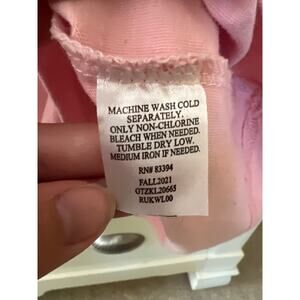 MACHINE WASH COLD
SEPARATELY.
ONLY NON-CHLORINE
BLEACH WHEN NEEDED.
TUMBLE DRY LOW.
MEDIUM IRON IF NEEDED.
RN# 83394
FALL2021
GTZKL20665
RUKWL00